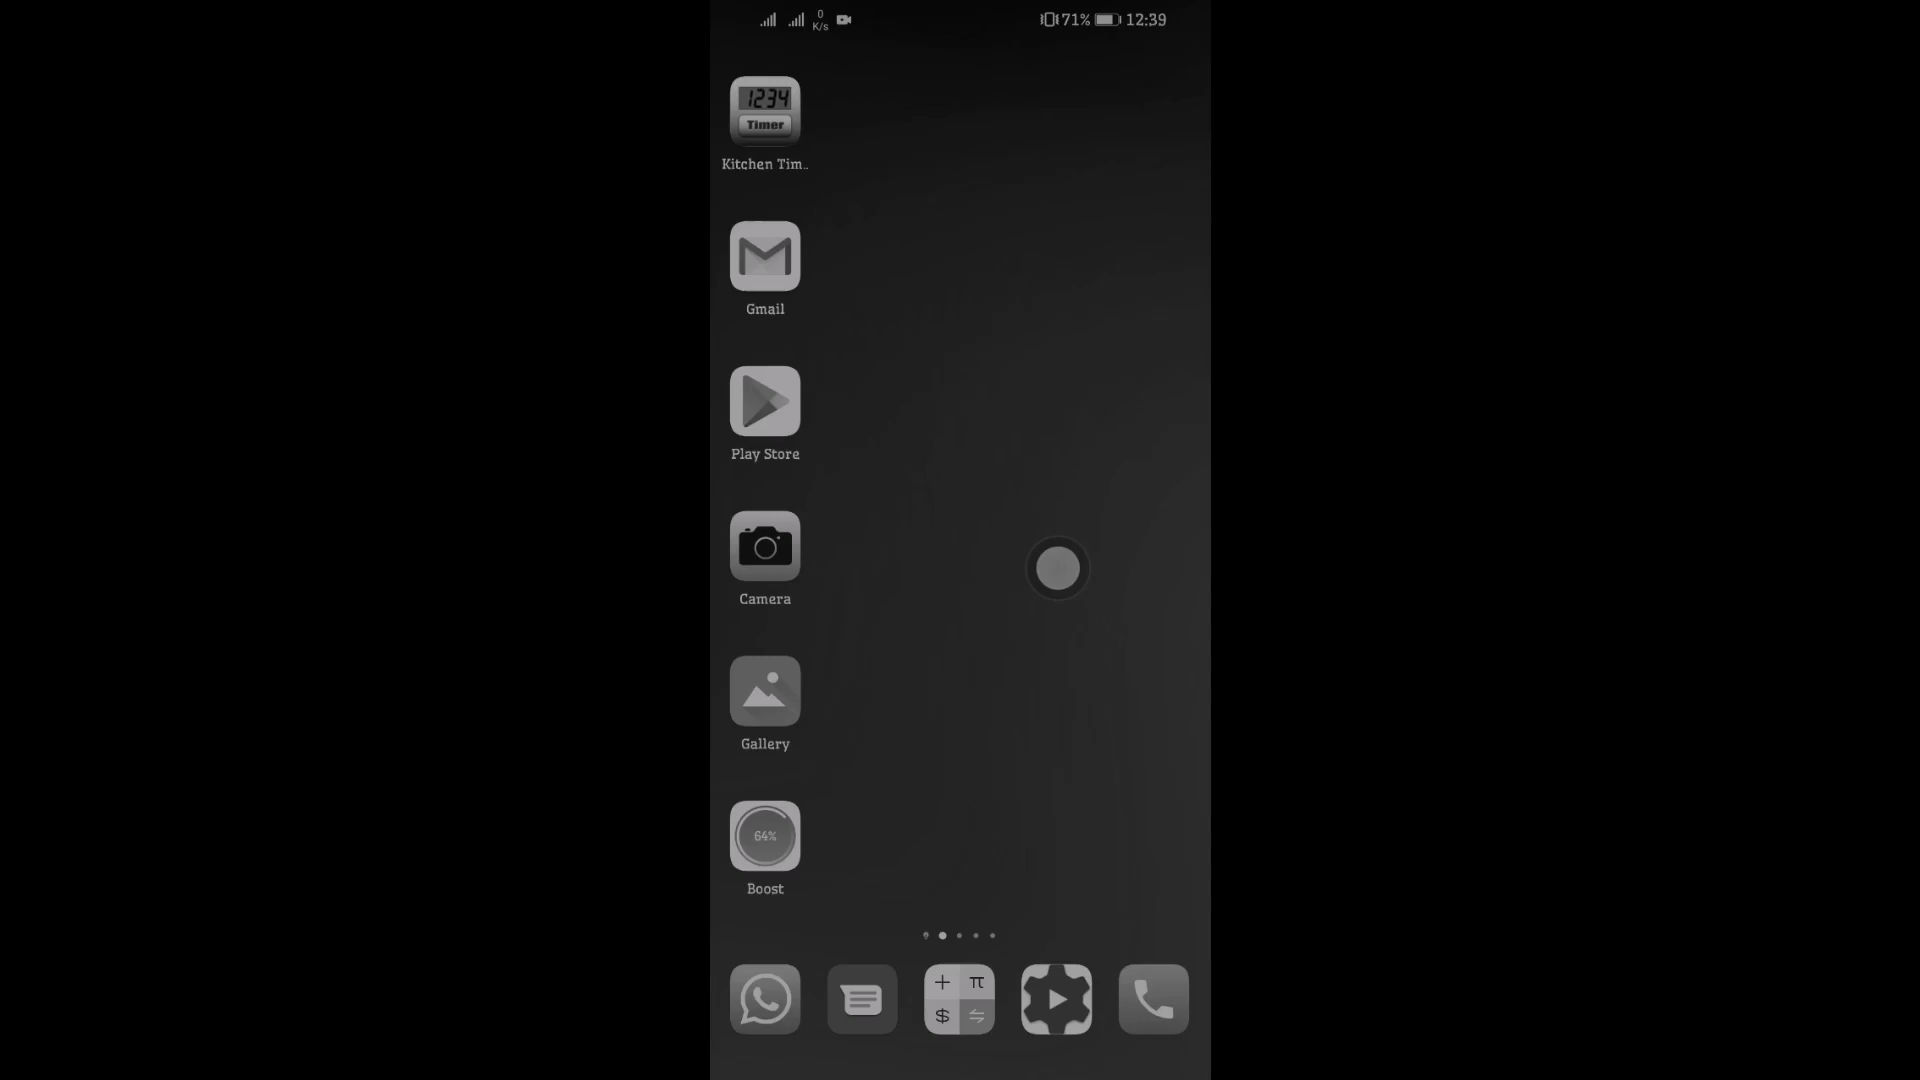 0
K/s
71%
12:39
1234
Timer
Kitchen Tim..
Gmail
Play Store
Camera
Gallery
64%
Boost
+ π
$